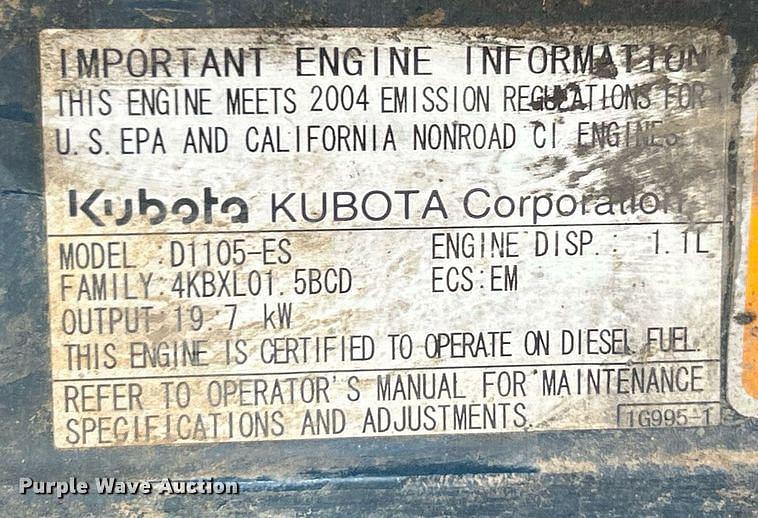 IMPORTANT ENGINE INFORMATION
THIS ENGINE MEETS 2004 EMISSION REGULATIONS FOR
U.S.EPA AND CALIFORNIA NONROAD CI ENGINES.
Kubota KUBOTA Corporation
MODEL :D1105-ES ENGINE DISP.: 1.1L
FAMILY:4KBXL01.5BCD ECS:EM
OUTPUT:19.7 kW
THIS ENGINE IS CERTIFIED TO OPERATE ON DIESEL FUEL.
REFER TO OPERATOR'S MANUAL FOR MAINTENANCE
SPECIFICATIONS AND ADJUSTMENTS. 1G995-1
Purple Wave Auction